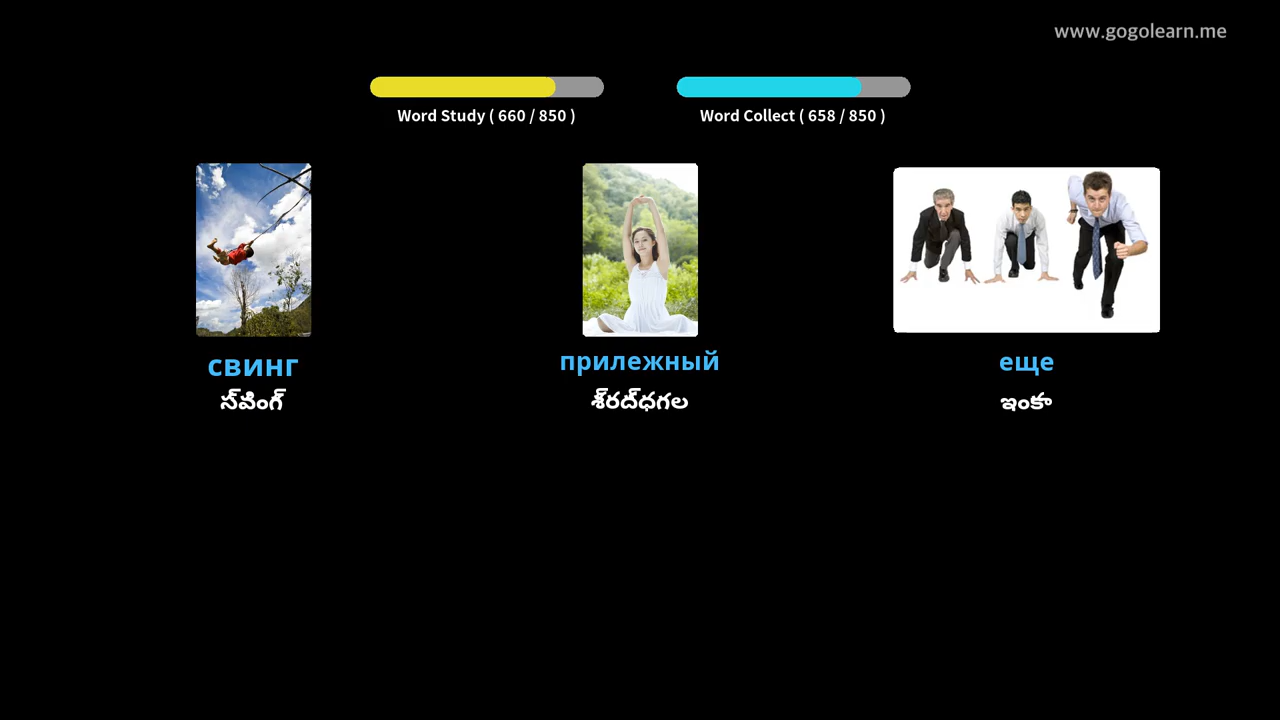 www.gogolearn.me
Word Study ( 660 / 850 )
Word Collect ( 658 / 850 )
свинг
స్‌వింగ్
прилежный
శ్‌రద్‌ధగల
еще
ఇంకా